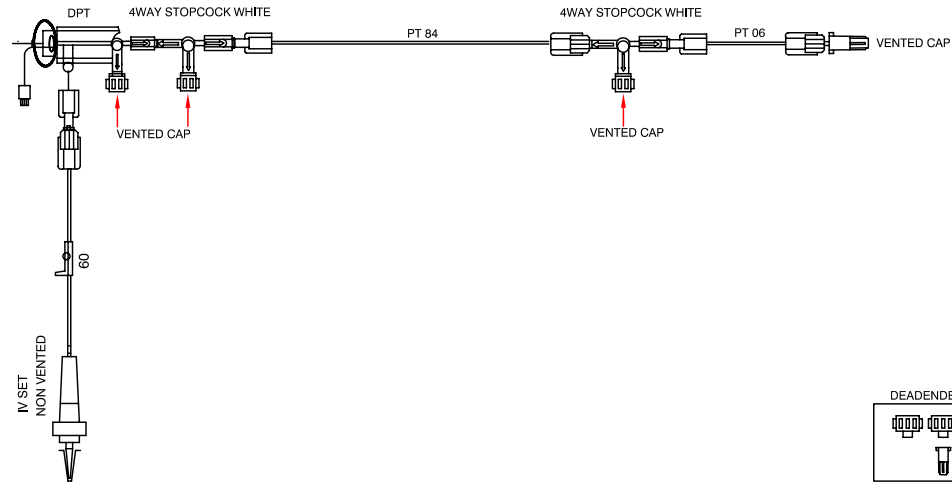 DPT
4WAY STOPCOCK WHITE
4WAY STOPCOCK WHITE
PT 84
PT 06
VENTED CAP
VENTED CAP
VENTED CAP
60
IV SET
NON VENTED
DEADENDE